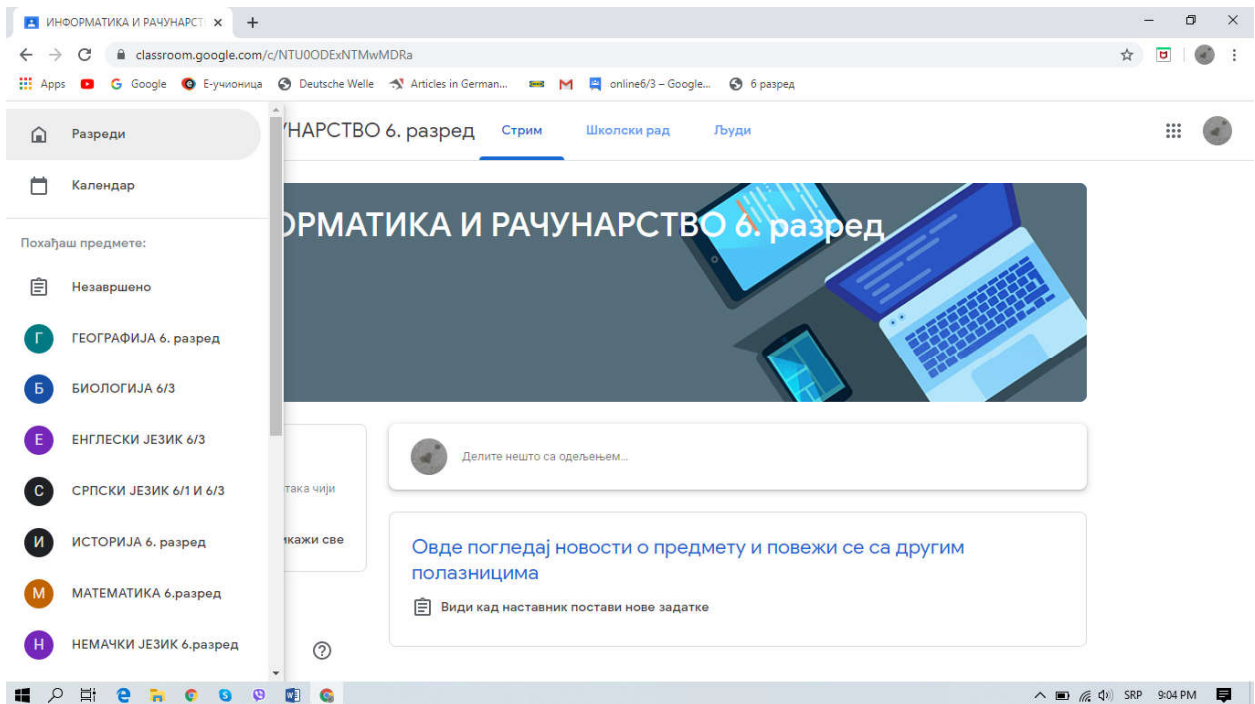 ИНФОРМАТИКА И РАЧУНАРСТ
classroom.google.com/c/NTU0ODExNTMwMDRa
Apps Google Е-учионица Deutsche Welle Articles in German... online6/3 – Google... 6 разред
Разреди
УНАРСТВО 6. разред Стрим Школски рад Људи
Календар
ОРМАТИКА И РАЧУНАРСТВО 6. разред
Похађаш предмете:
Незавршено
Г ГЕОГРАФИЈА 6. разред
Б БИОЛОГИЈА 6/3
Е ЕНГЛЕСКИ ЈЕЗИК 6/3
Делите нешто са одељењем...
С СРПСКИ ЈЕЗИК 6/1 И 6/3
така чији
И ИСТОРИЈА 6. разред
икажи све
Овде погледај новости о предмету и повежи се са другим
полазницима
М МАТЕМАТИКА 6.разред
Види кад наставник постави нове задатке
Н НЕМАЧКИ ЈЕЗИК 6.разред
SRP 9:04 PM